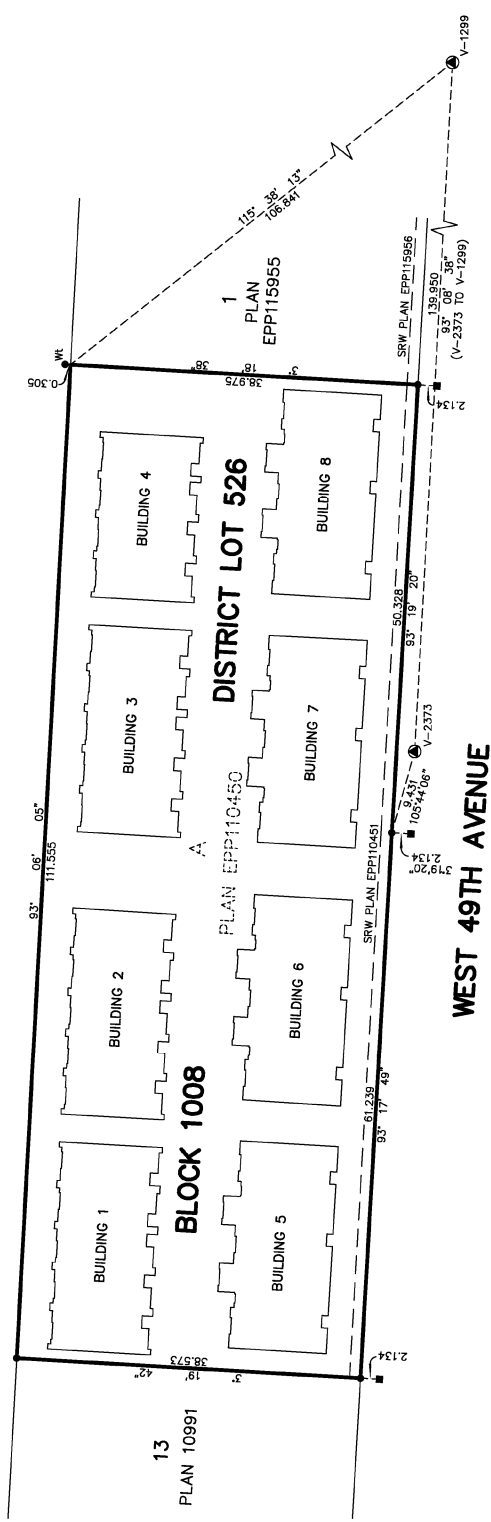 V-1299
115° 38' 13"
106.841
1
PLAN
EPP115955
SRW PLAN EPP115956
139.950
93° 08' 38"
(V-2373 TO V-1299)
Wt
0.305
3° 18' 38"
38.975
2.134
BUILDING 4
BUILDING 8
DISTRICT LOT 526
50.328
93° 19' 20"
BUILDING 3
BUILDING 7
V-2373
9.431
105°44'06"
2.134
3°19'20"
93° 06' 05"
111.555
A
PLAN EPP110450
SRW PLAN EPP110451
WEST 49TH AVENUE
BUILDING 2
BUILDING 6
BLOCK 1008
61.239
93° 17' 49"
BUILDING 1
BUILDING 5
38.573
3° 19' 42"
2.134
13
PLAN 10991